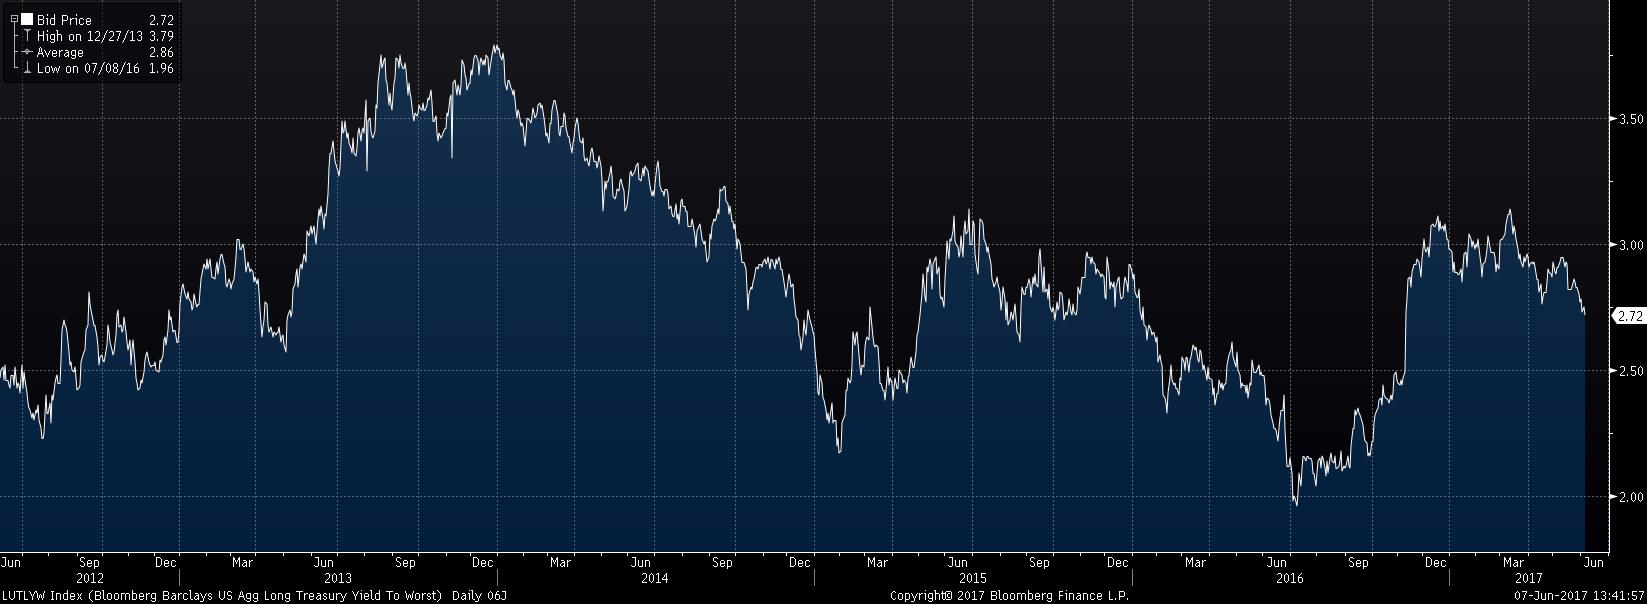 Bid Price 2.72
High on 12/27/13 3.79
Average 2.86
Low on 07/08/16 1.96
3.50
3.00
2.72
2.50
2.00
Jun Sep Dec Mar Jun Sep Dec Mar Jun Sep Dec Mar Jun Sep Dec Mar Jun Sep Dec Mar Jun
2012 2013 2014 2015 2016 2017
LUTLYW Index (Bloomberg Barclays US Agg Long Treasury Yield To Worst) Daily 06J Copyright© 2017 Bloomberg Finance L.P. 07-Jun-2017 13:41:57